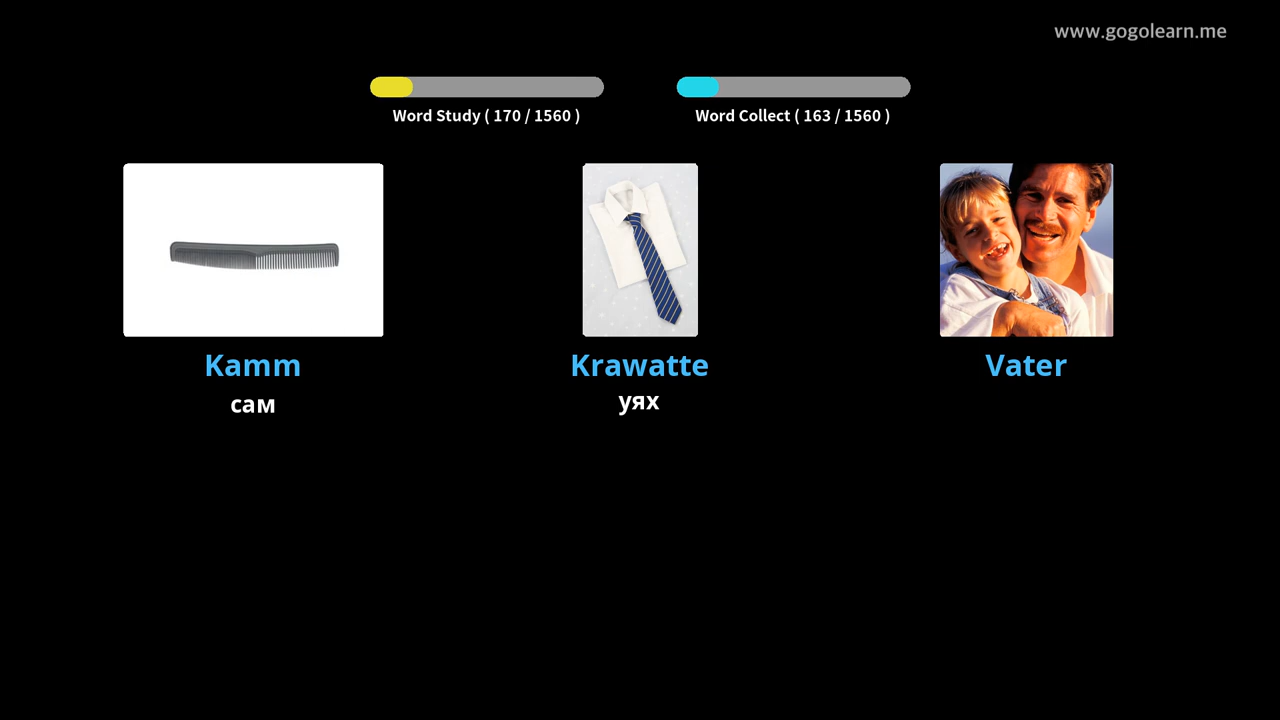 www.gogolearn.me
Word Study ( 170 / 1560 )
Word Collect ( 163 / 1560 )
Kamm
Krawatte
Vater
сам
уях